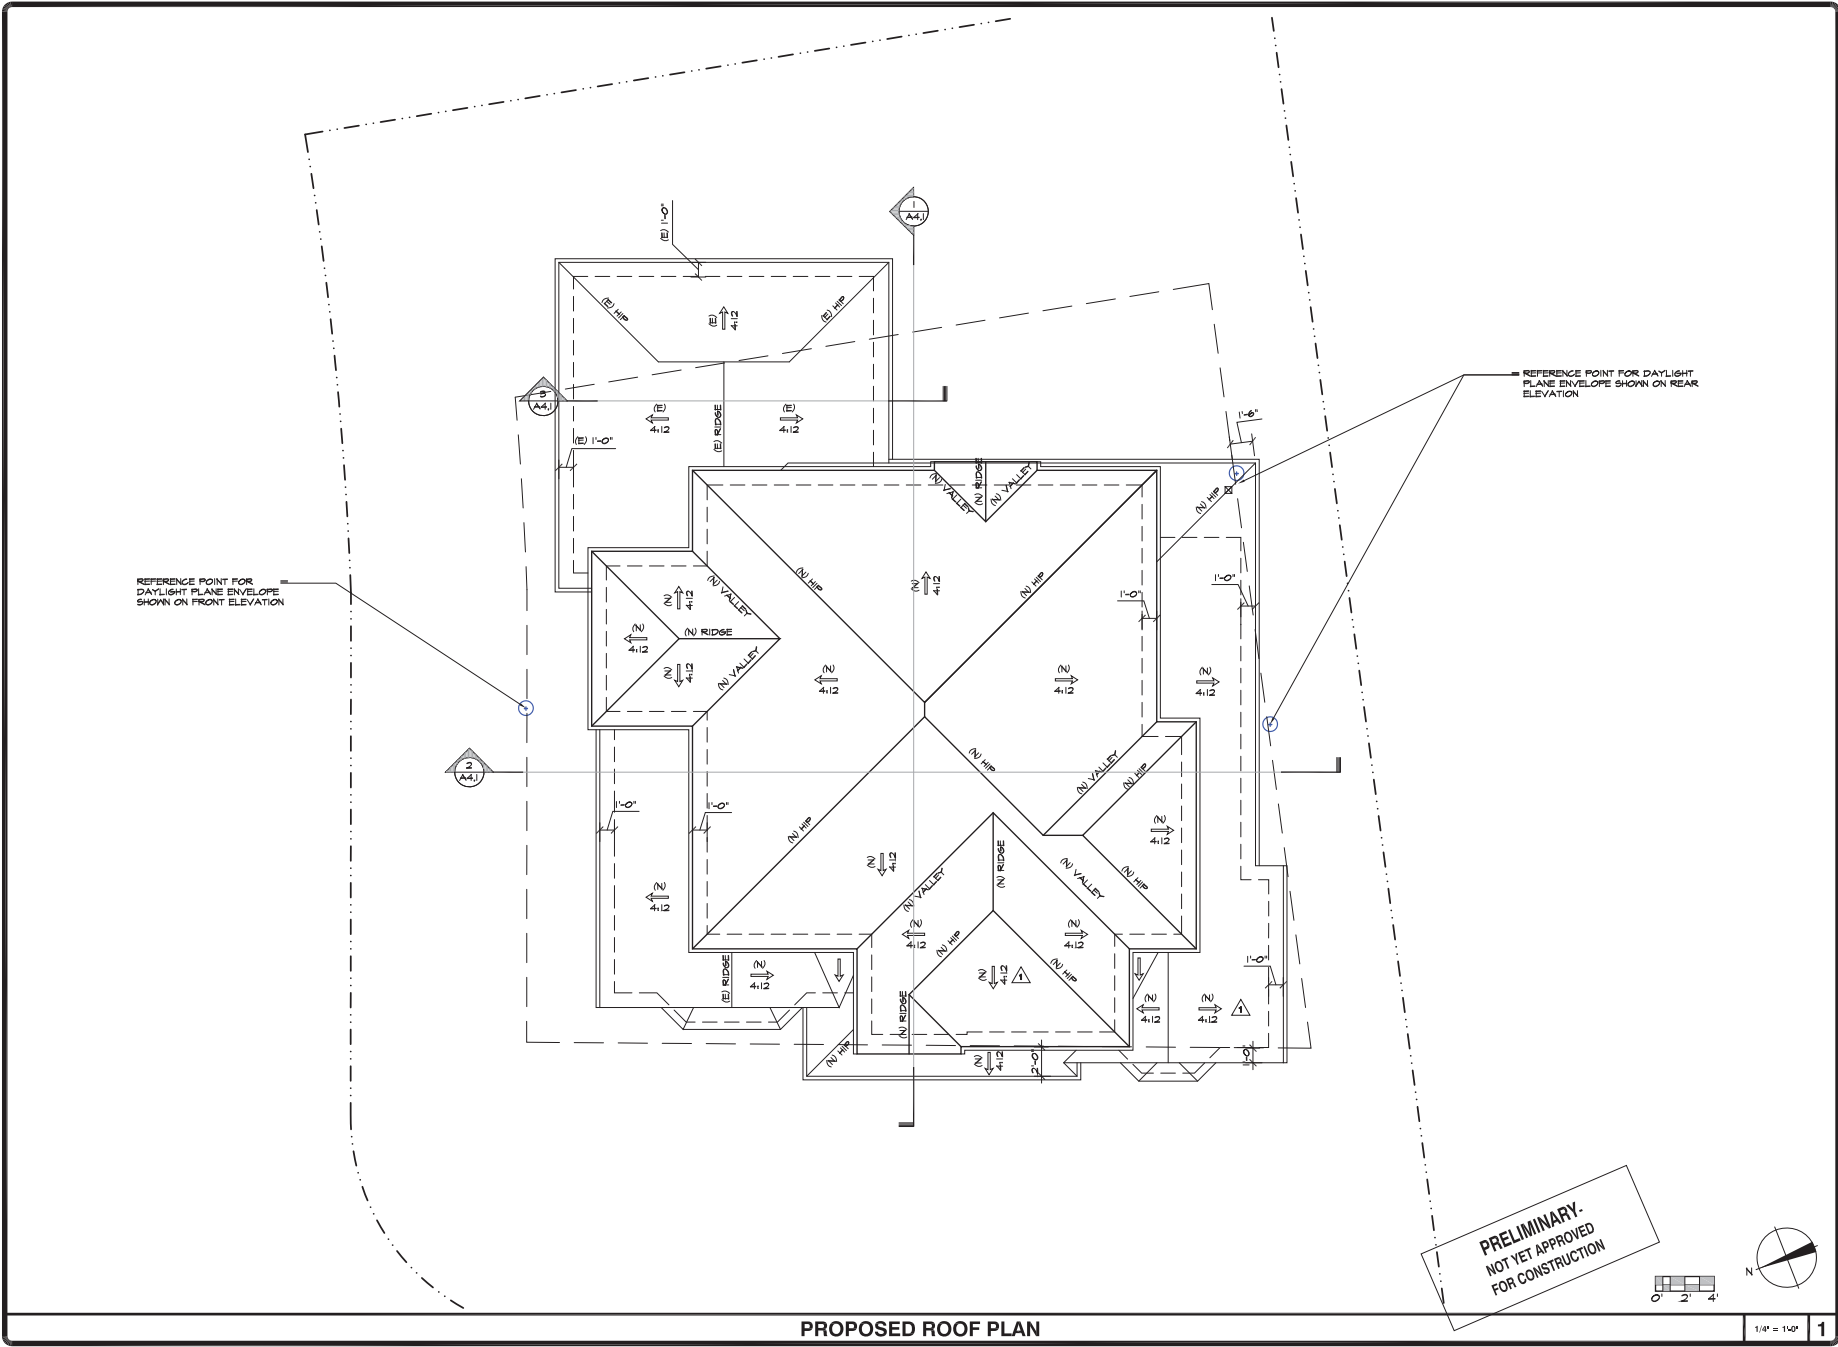 (E) 1'-0"
1
A4.1
(E) HIP
(E)
4:12
(E) HIP
REFERENCE POINT FOR DAYLIGHT
PLANE ENVELOPE SHOWN ON REAR
ELEVATION
A4.1
(E)
4:12
(E) RIDGE
(E)
4:12
1'-6"
(E) 1'-0"
(N) VALLEY
(N) RIDGE
(N) VALLEY
(N) HIP
REFERENCE POINT FOR
DAYLIGHT PLANE ENVELOPE
SHOWN ON FRONT ELEVATION
(N)
4:12
(N) VALLEY
(N) HIP
(N)
4:12
(N) HIP
1'-0"
1'-0"
(N)
4:12
(N) RIDGE
(N)
4:12
(N) VALLEY
(N)
4:12
(N)
4:12
(N)
4:12
2
A4.1
(N) HIP
(N) VALLEY
(N) HIP
1'-0"
1'-0"
(N) HIP
(N)
4:12
(N)
4:12
(N) RIDGE
(N) VALLEY
(N) VALLEY
(N) HIP
(N)
4:12
(N)
4:12
(N) HIP
(N)
4:12
(N)
4:12
1
(N) HIP
1'-0"
(E) RIDGE
(N)
4:12
(N) RIDGE
(N)
4:12
(N)
4:12
1
(N) HIP
(N)
4:12
2'-0"
1'-0"
PRELIMINARY-
NOT YET APPROVED
FOR CONSTRUCTION
N
0' 2' 4'
PROPOSED ROOF PLAN
1/4" = 1'-0"
1